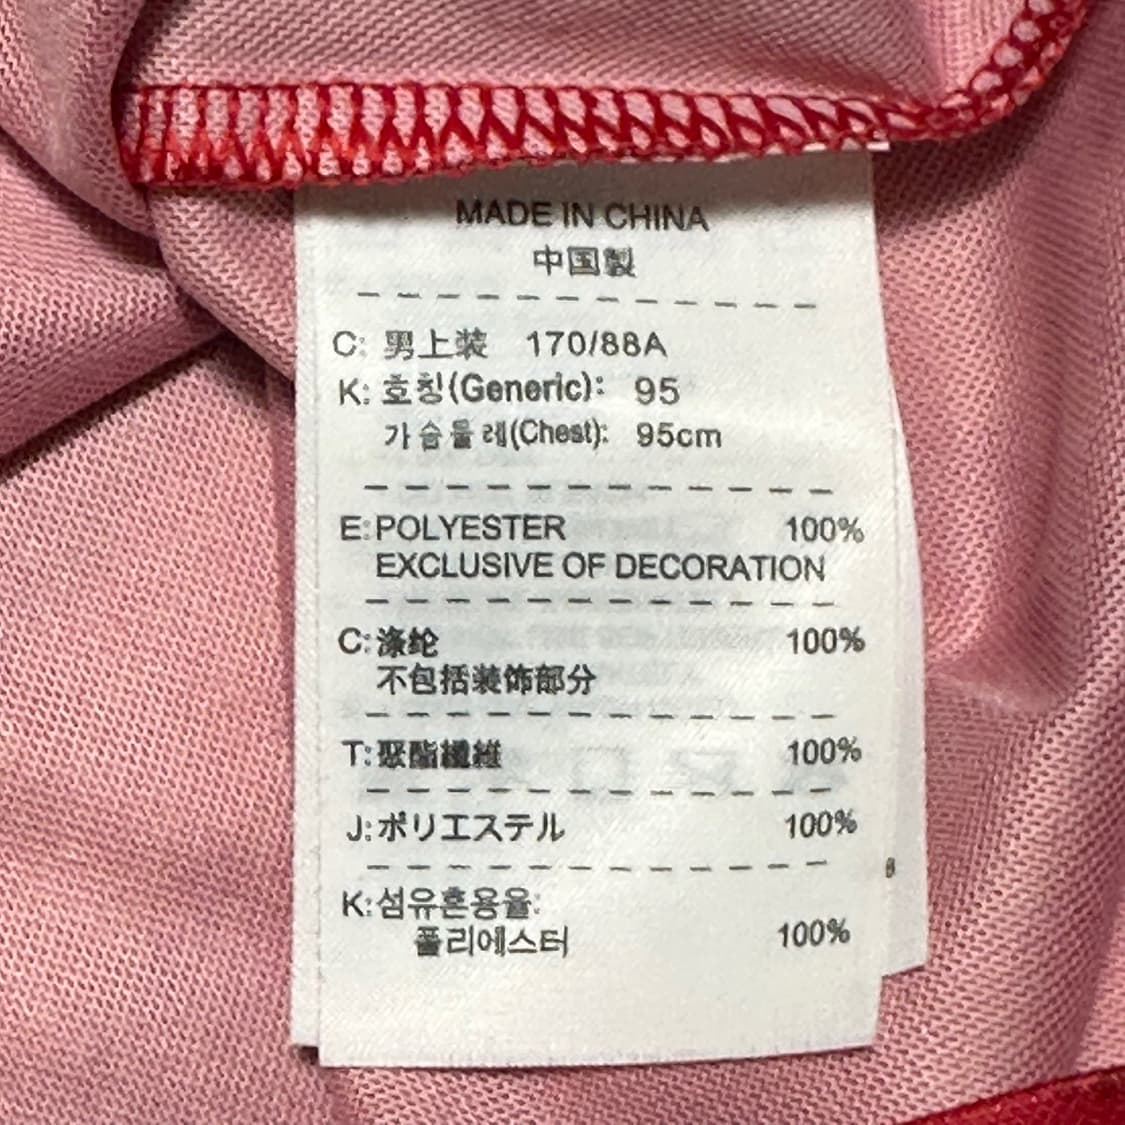 MADE IN CHINA
中国製
C: 男上装 170/88A
K: 호칭(Generic): 95
가슴둘레(Chest): 95cm
E: POLYESTER 100%
EXCLUSIVE OF DECORATION
C: 涤纶 100%
不包括装饰部分
T: 聚酯纖維 100%
J: ポリエステル 100%
K: 섬유혼용율:
폴리에스터 100%